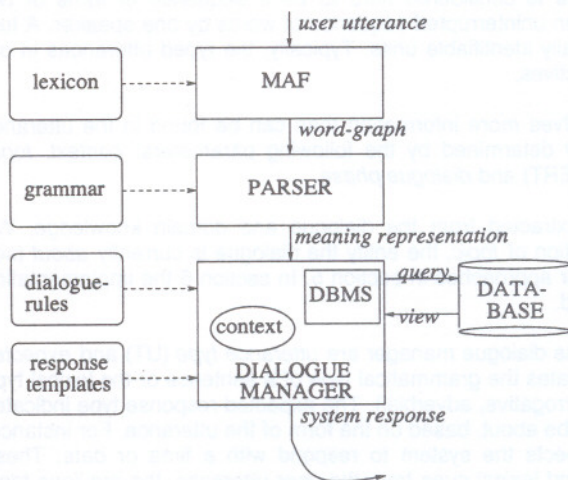 user utterance
lexicon
MAF
word-graph
grammar
PARSER
meaning representation
dialogue-
rules
DBMS
query
view
DATA-
BASE
context
response
templates
DIALOGUE
MANAGER
system response